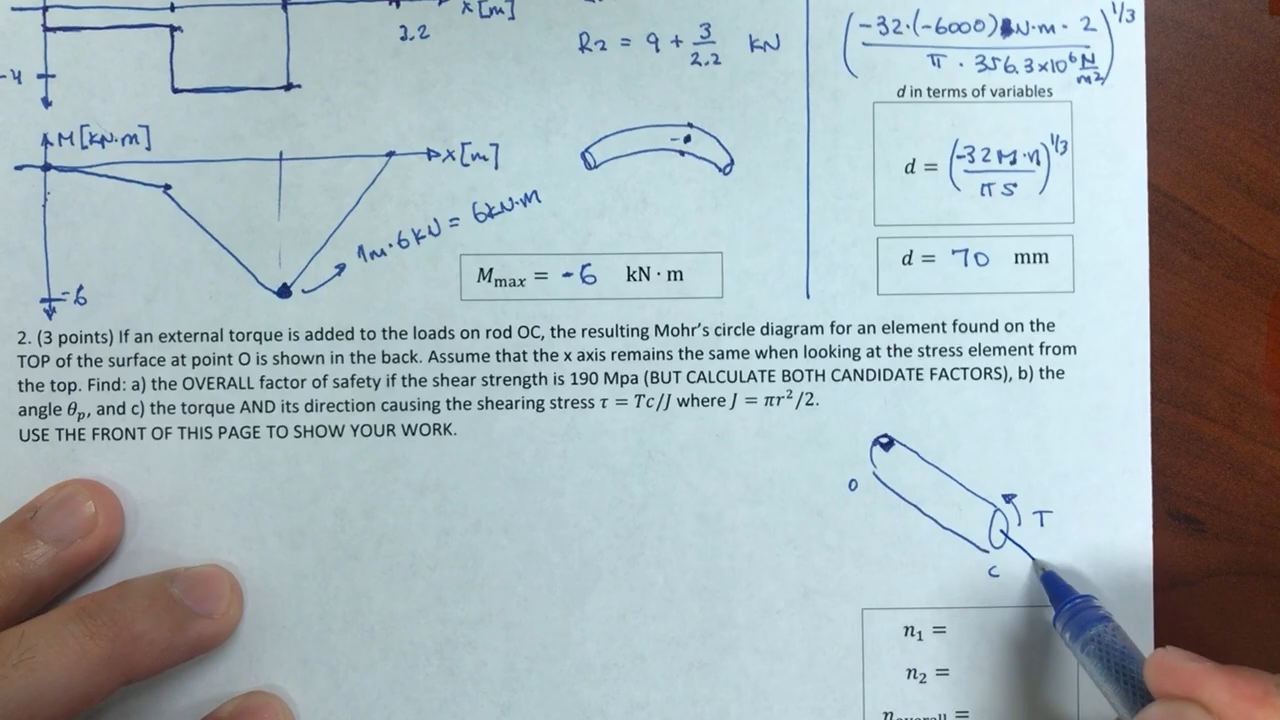 x [m]
3.2
-4
R2 = 9 + 3/2.2 kN
(-32·(-6000) N·m · 2 / π · 356.3x10⁶ N/m²)^1/3
d in terms of variables
d = (-32 M·n / π S)^1/3
d = 70 mm
M [kN·m]
x [m]
1m·6kN = 6kN·m
-6
Mmax = -6 kN · m
2. (3 points) If an external torque is added to the loads on rod OC, the resulting Mohr's circle diagram for an element found on the
TOP of the surface at point O is shown in the back. Assume that the x axis remains the same when looking at the stress element from
the top. Find: a) the OVERALL factor of safety if the shear strength is 190 Mpa (BUT CALCULATE BOTH CANDIDATE FACTORS), b) the
angle θp, and c) the torque AND its direction causing the shearing stress τ = Tc/J where J = πr²/2.
USE THE FRONT OF THIS PAGE TO SHOW YOUR WORK.
O
T
C
n₁ =
n₂ =
noverall =